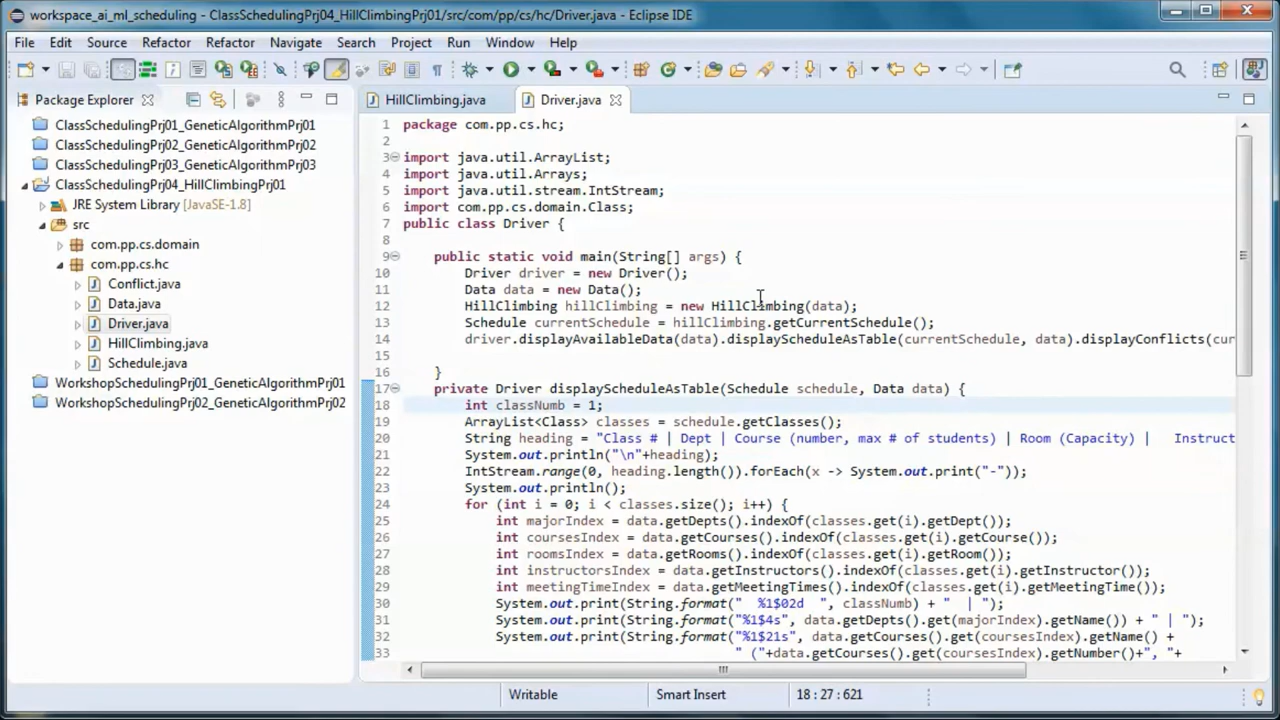 workspace_ai_ml_scheduling - ClassSchedulingPrj04_HillClimbingPrj01/src/com/pp/cs/hc/Driver.java - Eclipse IDE
File Edit Source Refactor Refactor Navigate Search Project Run Window Help
Package Explorer
HillClimbing.java
Driver.java
ClassSchedulingPrj01_GeneticAlgorithmPrj01
ClassSchedulingPrj02_GeneticAlgorithmPrj02
ClassSchedulingPrj03_GeneticAlgorithmPrj03
ClassSchedulingPrj04_HillClimbingPrj01
JRE System Library [JavaSE-1.8]
src
com.pp.cs.domain
com.pp.cs.hc
Conflict.java
Data.java
Driver.java
HillClimbing.java
Schedule.java
WorkshopSchedulingPrj01_GeneticAlgorithmPrj01
WorkshopSchedulingPrj02_GeneticAlgorithmPrj02
1 package com.pp.cs.hc;
2
3 import java.util.ArrayList;
4 import java.util.Arrays;
5 import java.util.stream.IntStream;
6 import com.pp.cs.domain.Class;
7 public class Driver {
8
9 public static void main(String[] args) {
10 Driver driver = new Driver();
11 Data data = new Data();
12 HillClimbing hillClimbing = new HillClimbing(data);
13 Schedule currentSchedule = hillClimbing.getCurrentSchedule();
14 driver.displayAvailableData(data).displayScheduleAsTable(currentSchedule, data).displayConflicts(cur
15
16 }
17 private Driver displayScheduleAsTable(Schedule schedule, Data data) {
18 int classNumb = 1;
19 ArrayList<Class> classes = schedule.getClasses();
20 String heading = "Class # | Dept | Course (number, max # of students) | Room (Capacity) | Instruct
21 System.out.println("\n"+heading);
22 IntStream.range(0, heading.length()).forEach(x -> System.out.print("-"));
23 System.out.println();
24 for (int i = 0; i < classes.size(); i++) {
25 int majorIndex = data.getDepts().indexOf(classes.get(i).getDept());
26 int coursesIndex = data.getCourses().indexOf(classes.get(i).getCourse());
27 int roomsIndex = data.getRooms().indexOf(classes.get(i).getRoom());
28 int instructorsIndex = data.getInstructors().indexOf(classes.get(i).getInstructor());
29 int meetingTimeIndex = data.getMeetingTimes().indexOf(classes.get(i).getMeetingTime());
30 System.out.print(String.format("  %1$02d  ", classNumb) + "  | ");
31 System.out.print(String.format("%1$4s", data.getDepts().get(majorIndex).getName()) + " | ");
32 System.out.print(String.format("%1$21s", data.getCourses().get(coursesIndex).getName() +
33 " ("+data.getCourses().get(coursesIndex).getNumber()+", "+
Writable
Smart Insert
18 : 27 : 621